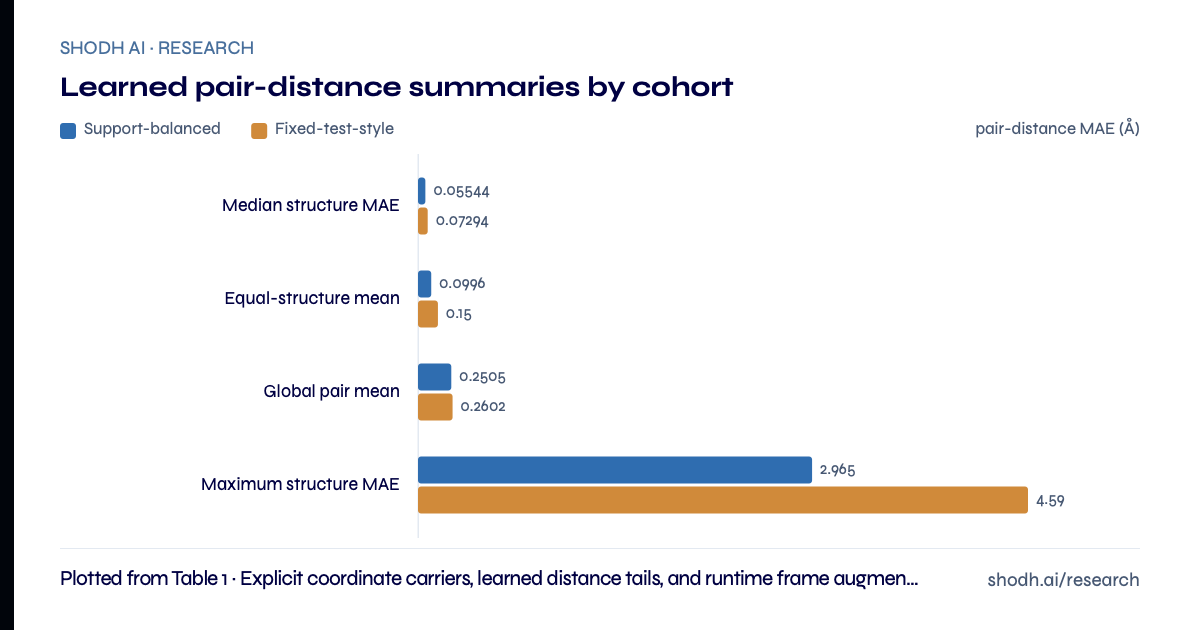 SHODH AI · RESEARCH
Learned pair-distance summaries by cohort
Support-balanced Fixed-test-style pair-distance MAE (Å)
Median structure MAE
0.05544
0.07294
Equal-structure mean
0.0996
0.15
Global pair mean
0.2505
0.2602
Maximum structure MAE
2.965
4.59
Plotted from Table 1 · Explicit coordinate carriers, learned distance tails, and runtime frame augmen... shodh.ai/research